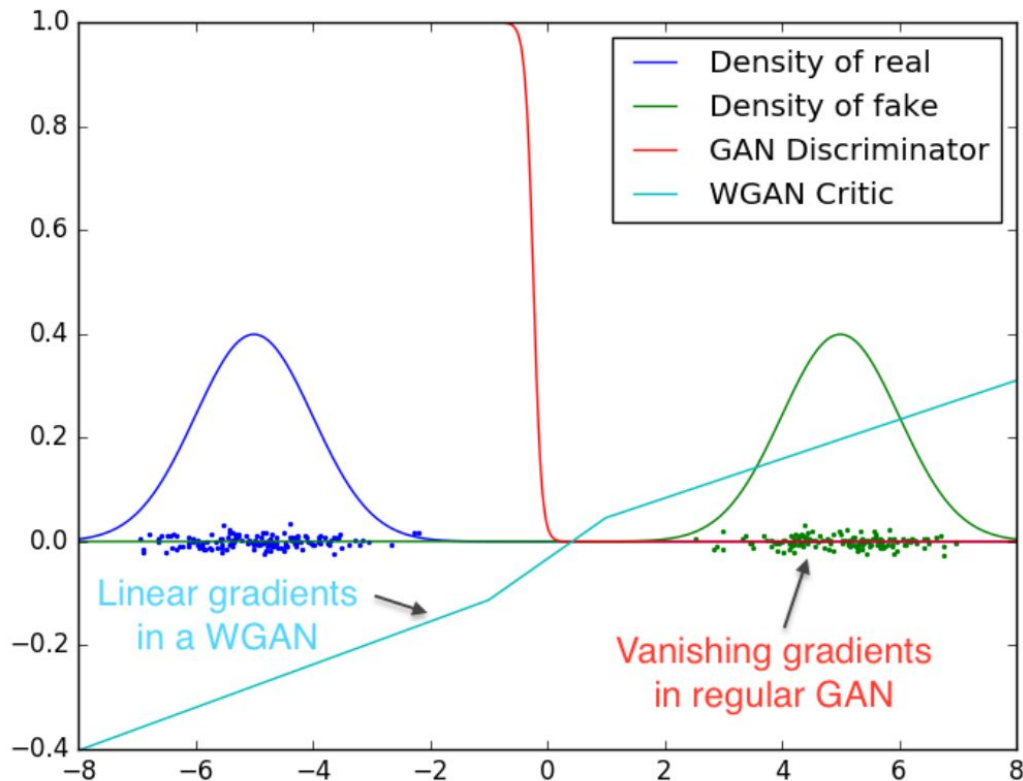 1.0
0.8
0.6
0.4
0.2
0.0
−0.2
−0.4
−8
−6
−4
−2
0
2
4
6
8
Density of real
Density of fake
GAN Discriminator
WGAN Critic
Linear gradients
in a WGAN
Vanishing gradients
in regular GAN